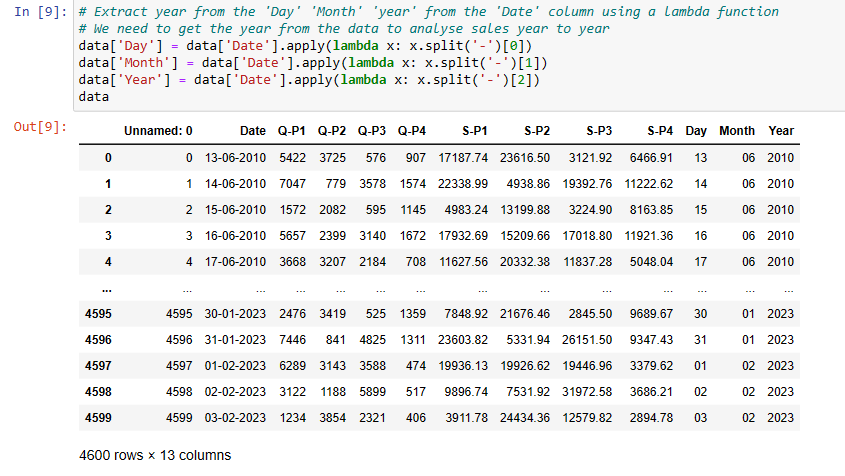 In [9]: # Extract year from the 'Day' 'Month' 'year' from the 'Date' column using a lambda function
# We need to get the year from the data to analyse sales year to year
data['Day'] = data['Date'].apply(lambda x: x.split('-')[0])
data['Month'] = data['Date'].apply(lambda x: x.split('-')[1])
data['Year'] = data['Date'].apply(lambda x: x.split('-')[2])
data
Out[9]:
Unnamed: 0 Date Q-P1 Q-P2 Q-P3 Q-P4 S-P1 S-P2 S-P3 S-P4 Day Month Year
0 0 13-06-2010 5422 3725 576 907 17187.74 23616.50 3121.92 6466.91 13 06 2010
1 1 14-06-2010 7047 779 3578 1574 22338.99 4938.86 19392.76 11222.62 14 06 2010
2 2 15-06-2010 1572 2082 595 1145 4983.24 13199.88 3224.90 8163.85 15 06 2010
3 3 16-06-2010 5657 2399 3140 1672 17932.69 15209.66 17018.80 11921.36 16 06 2010
4 4 17-06-2010 3668 3207 2184 708 11627.56 20332.38 11837.28 5048.04 17 06 2010
... ... ... ... ... ... ... ... ... ... ... ... ... ...
4595 4595 30-01-2023 2476 3419 525 1359 7848.92 21676.46 2845.50 9689.67 30 01 2023
4596 4596 31-01-2023 7446 841 4825 1311 23603.82 5331.94 26151.50 9347.43 31 01 2023
4597 4597 01-02-2023 6289 3143 3588 474 19936.13 19926.62 19446.96 3379.62 01 02 2023
4598 4598 02-02-2023 3122 1188 5899 517 9896.74 7531.92 31972.58 3686.21 02 02 2023
4599 4599 03-02-2023 1234 3854 2321 406 3911.78 24434.36 12579.82 2894.78 03 02 2023
4600 rows × 13 columns